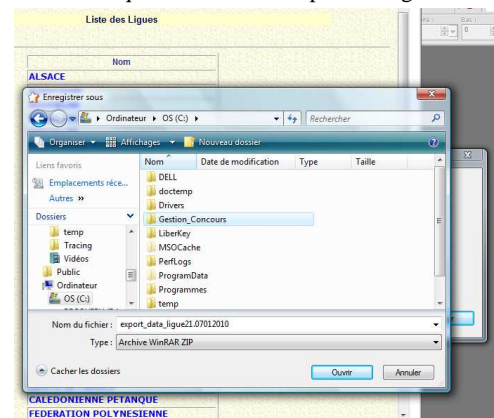 Liste des Ligues
Bas :
0
Nom
ALSACE
Enregistrer sous
Ordinateur ▸ OS (C:) ▸
Rechercher
Organiser
Affichages
Nouveau dossier
Liens favoris
Emplacements réce...
Autres »
Dossiers
temp
Tracing
Vidéos
Public
Ordinateur
OS (C:)
Nom
Date de modification
Type
Taille
DELL
doctemp
Drivers
Gestion_Concours
LiberKey
MSOCache
PerfLogs
ProgramData
Programmes
temp
Nom du fichier : export_data_ligue21.07012010
Type : Archive WinRAR ZIP
Cacher les dossiers
Ouvrir
Annuler
CALEDONIENNE PETANQUE
FEDERATION POLYNESIENNE